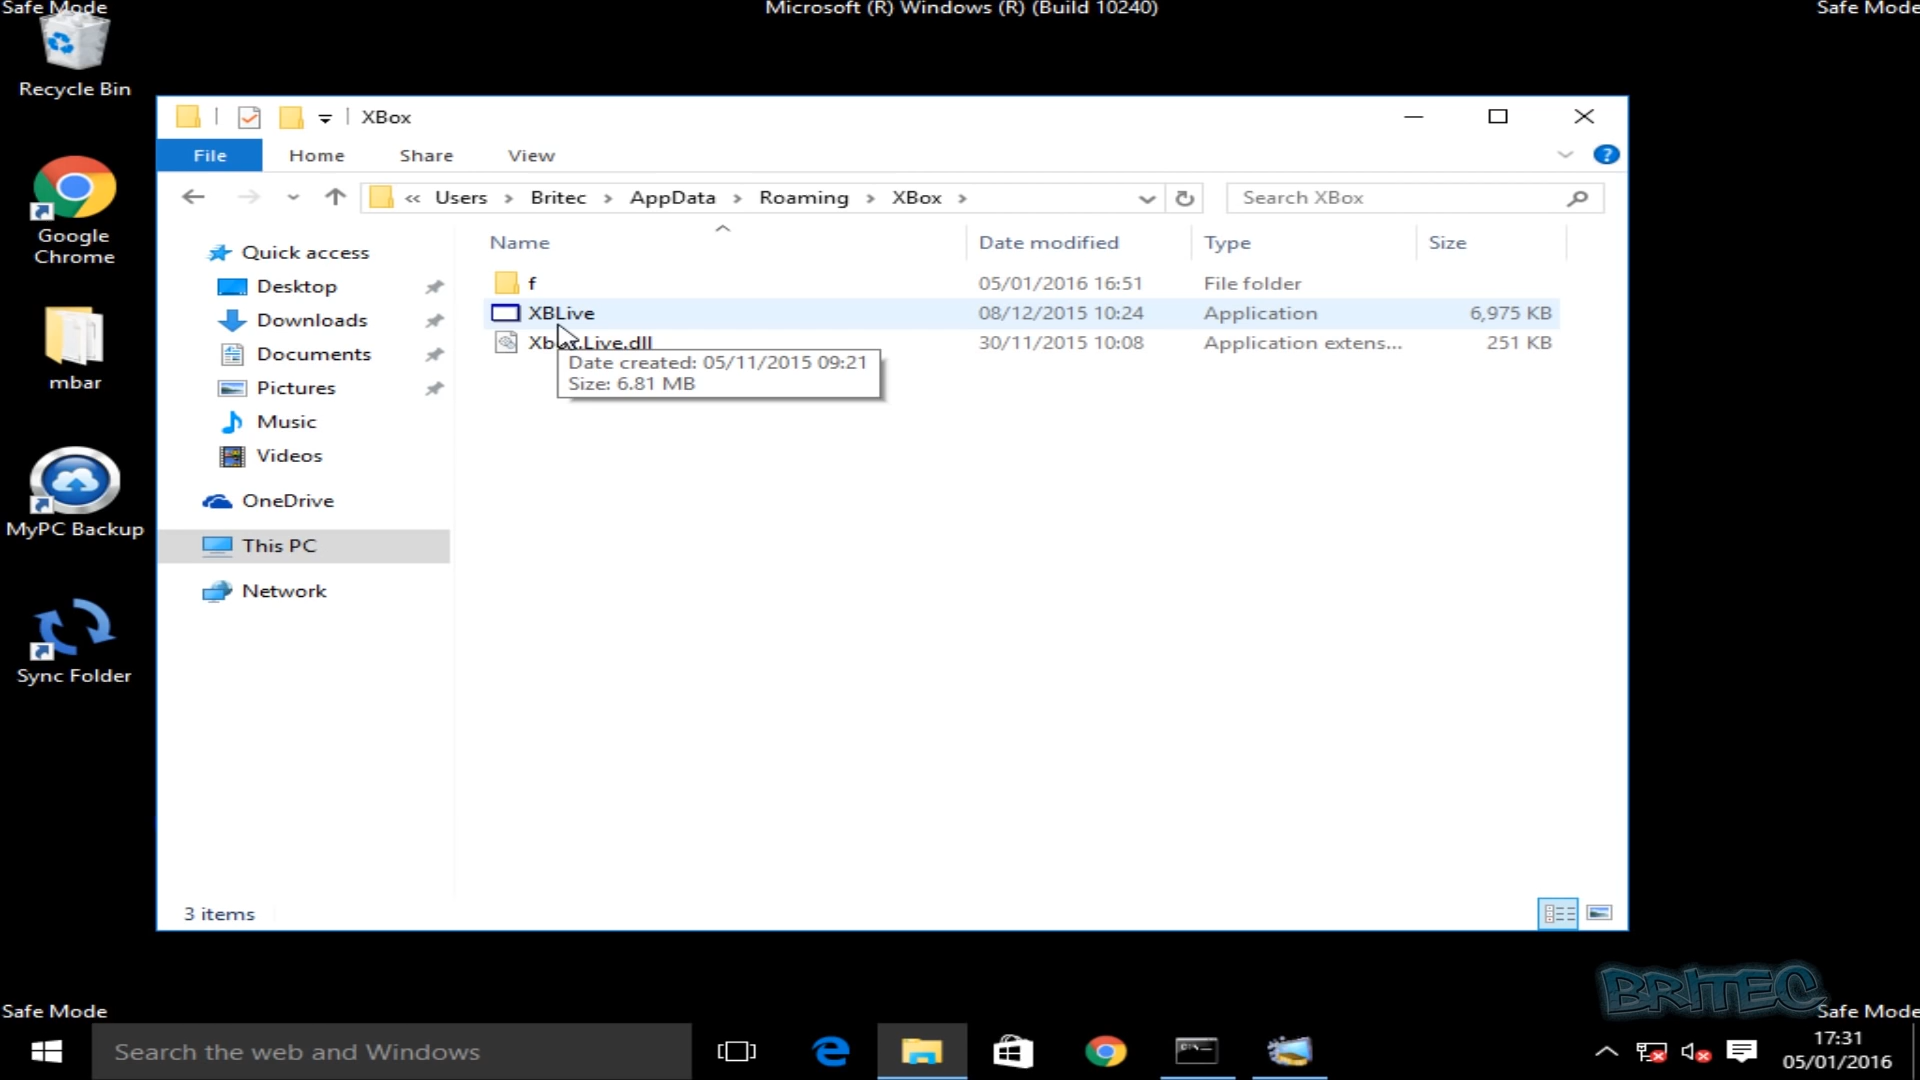 Safe Mode
Microsoft (R) Windows (R) (Build 10240)
Safe Mode
Recycle Bin
Google
Chrome
mbar
MyPC Backup
Sync Folder
XBox
File
Home
Share
View
« Users > Britec > AppData > Roaming > XBox >
Search XBox
Quick access
Desktop
Downloads
Documents
Pictures
Music
Videos
OneDrive
This PC
Network
Name Date modified Type Size
f 05/01/2016 16:51 File folder
XBLive 08/12/2015 10:24 Application 6,975 KB
.Live.dll 30/11/2015 10:08 Application extens... 251 KB
Date created: 05/11/2015 09:21
Size: 6.81 MB
3 items
BRITEC
Safe Mode
Safe Mode
Search the web and Windows
17:31
05/01/2016